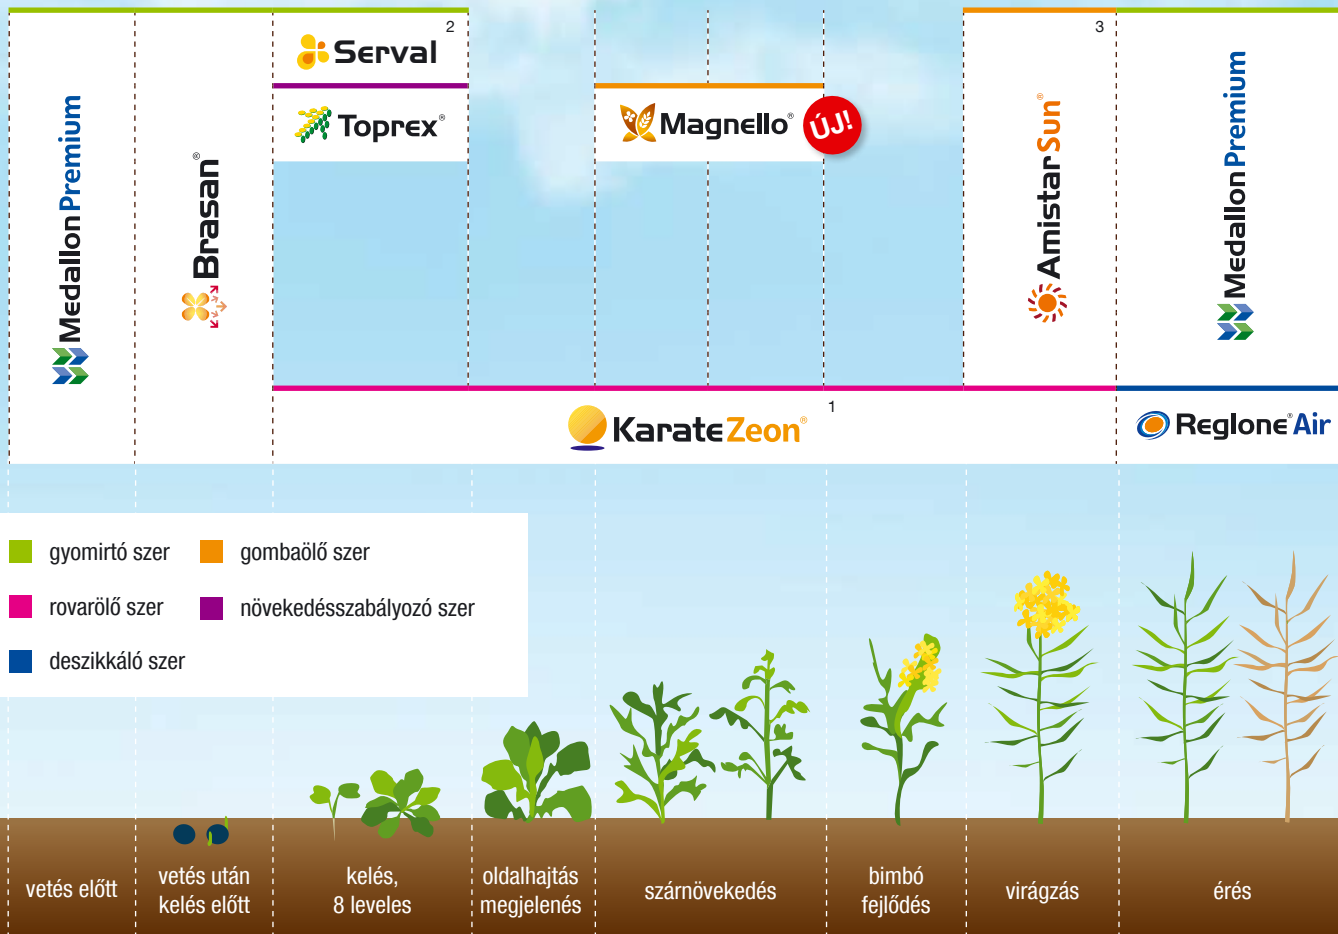 Medallon Premium
Brasan®
Serval 2
Toprex®
Magnello® ÚJ!
3
Amistar Sun®
Medallon Premium
Karate Zeon® 1
Reglone® Air
gyomirtó szer
gombaölő szer
rovarölő szer
növekedésszabályozó szer
deszikkáló szer
vetés előtt
vetés után
kelés előtt
kelés,
8 leveles
oldalhajtás
megjelenés
szárnövekedés
bimbó
fejlődés
virágzás
érés